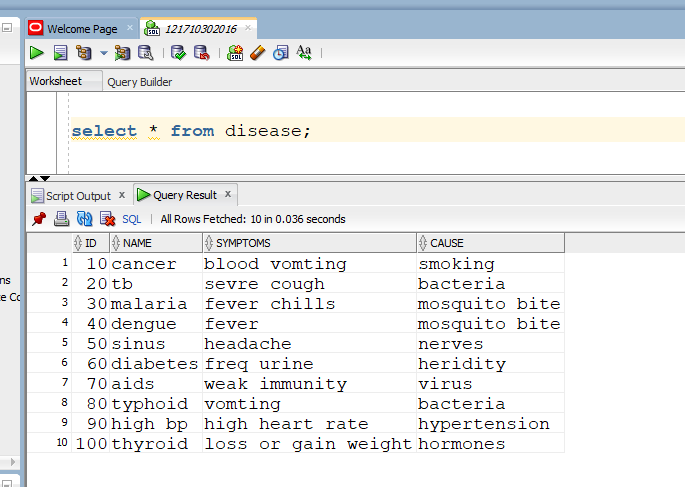 Welcome Page × 121710302016 ×
Worksheet Query Builder
select * from disease;
Script Output × Query Result ×
SQL | All Rows Fetched: 10 in 0.036 seconds
ID NAME SYMPTOMS CAUSE
1 10 cancer blood vomting smoking
2 20 tb sevre cough bacteria
3 30 malaria fever chills mosquito bite
4 40 dengue fever mosquito bite
5 50 sinus headache nerves
6 60 diabetes freq urine heridity
7 70 aids weak immunity virus
8 80 typhoid vomting bacteria
9 90 high bp high heart rate hypertension
10 100 thyroid loss or gain weight hormones